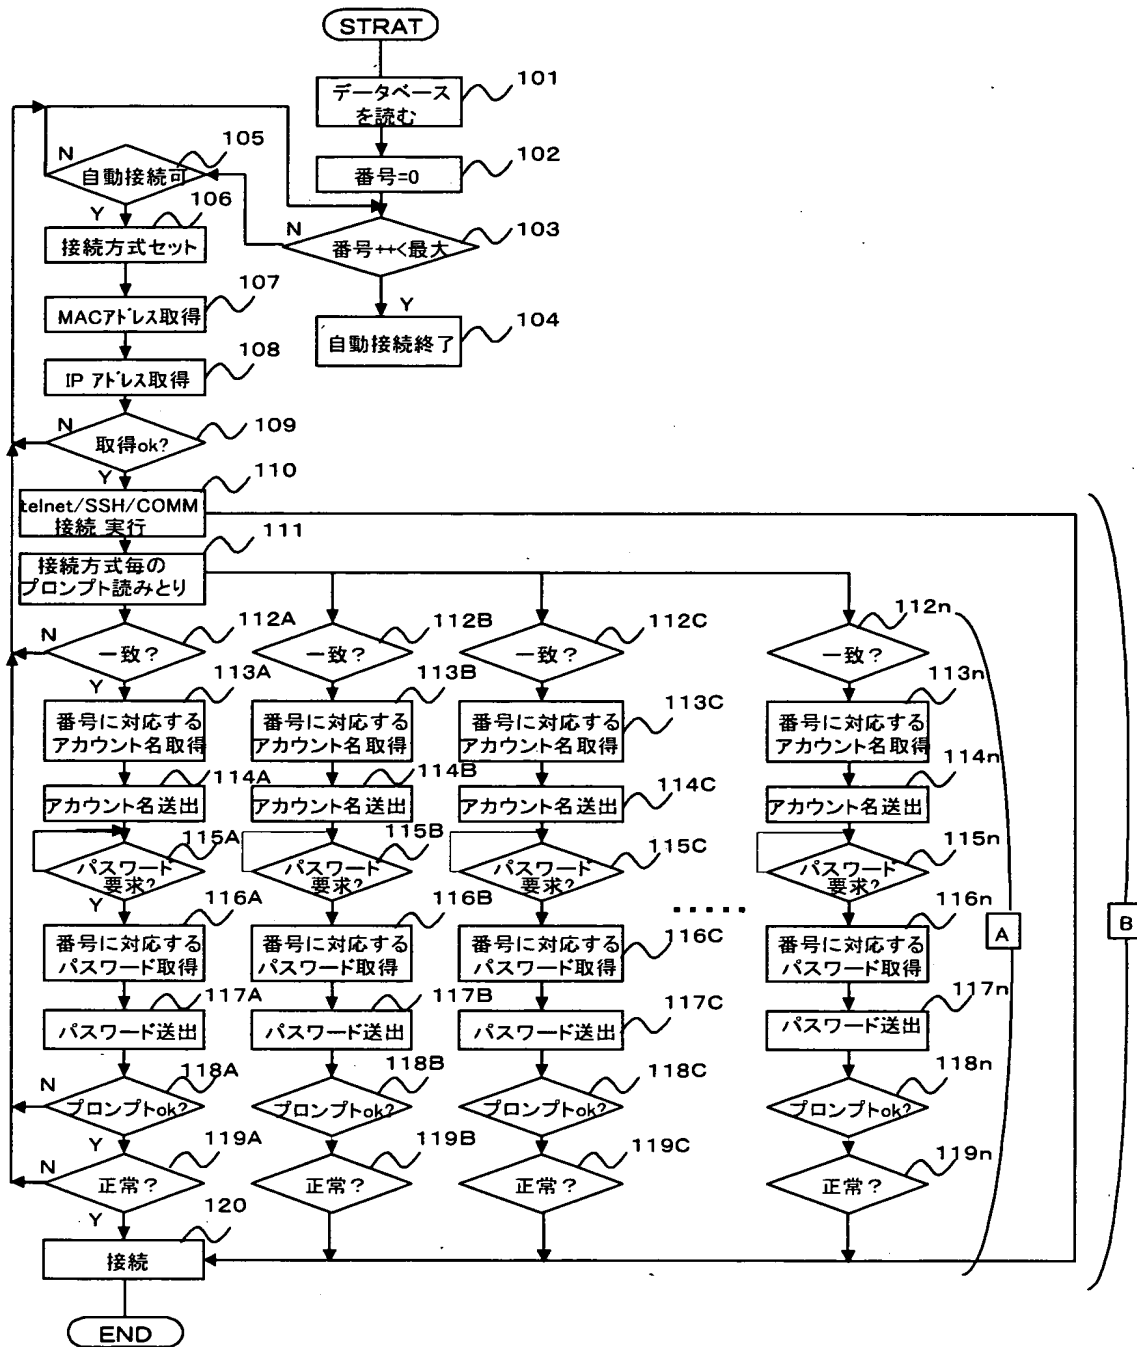 STRAT
データベース
を読む
101
番号=0
102
番号++<最大
103
N
Y
自動接続終了
104
自動接続可
105
N
Y
接続方式セット
106
MACアドレス取得
107
IP アドレス取得
108
取得ok?
109
N
Y
telnet/SSH/COMM
接続 実行
110
接続方式毎の
プロンプト読みとり
111
N
一致?
112A
一致?
112B
一致?
112C
一致?
112n
Y
番号に対応する
アカウント名取得
113A
番号に対応する
アカウント名取得
113B
番号に対応する
アカウント名取得
113C
番号に対応する
アカウント名取得
113n
アカウント名送出
114A
アカウント名送出
114B
アカウント名送出
114C
アカウント名送出
114n
パスワード
要求?
115A
パスワード
要求?
115B
パスワード
要求?
115C
パスワード
要求?
115n
Y
番号に対応する
パスワード取得
116A
番号に対応する
パスワード取得
116B
番号に対応する
パスワード取得
116C
番号に対応する
パスワード取得
116n
.....
A
B
パスワード送出
117A
パスワード送出
117B
パスワード送出
117C
パスワード送出
117n
N
プロンプトok?
118A
プロンプトok?
118B
プロンプトok?
118C
プロンプトok?
118n
Y
N
正常?
119A
正常?
119B
正常?
119C
正常?
119n
Y
接続
120
END